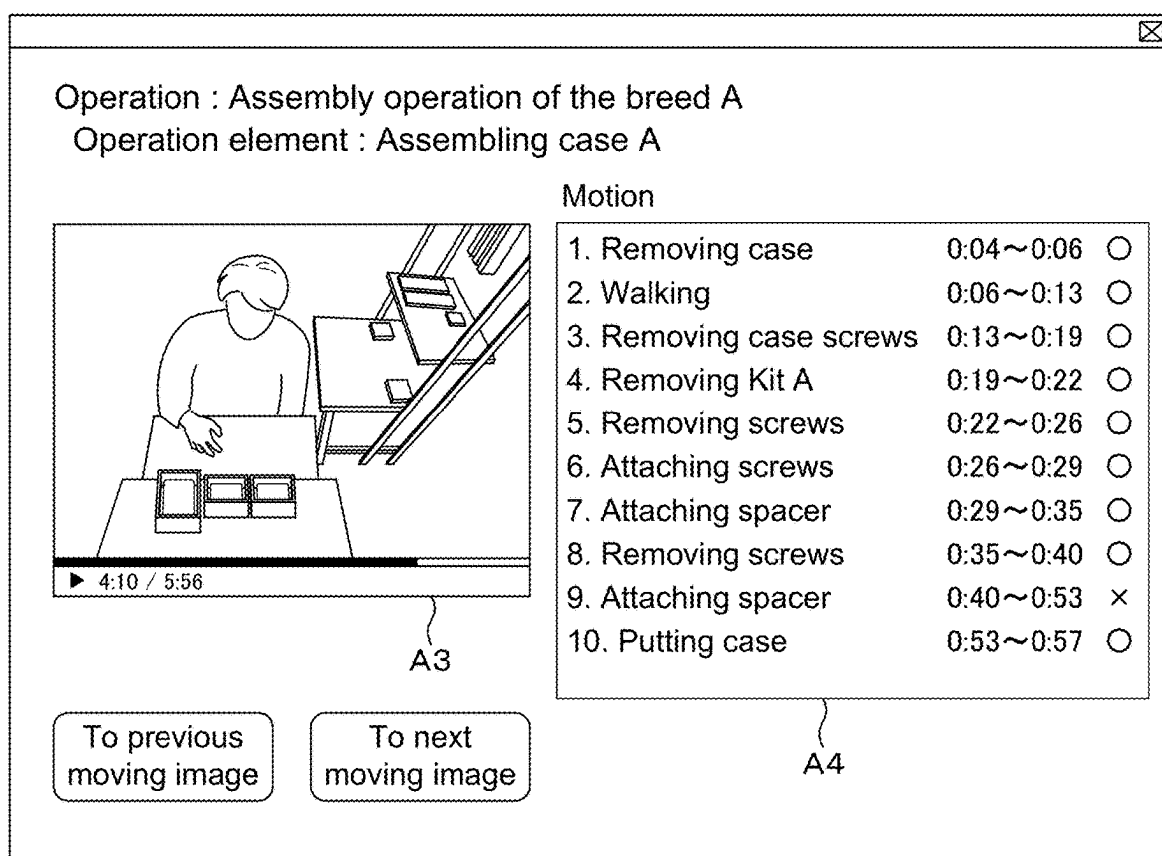 Operation : Assembly operation of the breed A
Operation element : Assembling case A
Motion
1. Removing case 0:04~0:06 ○
2. Walking 0:06~0:13 ○
3. Removing case screws 0:13~0:19 ○
4. Removing Kit A 0:19~0:22 ○
5. Removing screws 0:22~0:26 ○
6. Attaching screws 0:26~0:29 ○
7. Attaching spacer 0:29~0:35 ○
8. Removing screws 0:35~0:40 ○
9. Attaching spacer 0:40~0:53 ×
10. Putting case 0:53~0:57 ○
4:10 / 5:56
A3
A4
To previous
moving image
To next
moving image